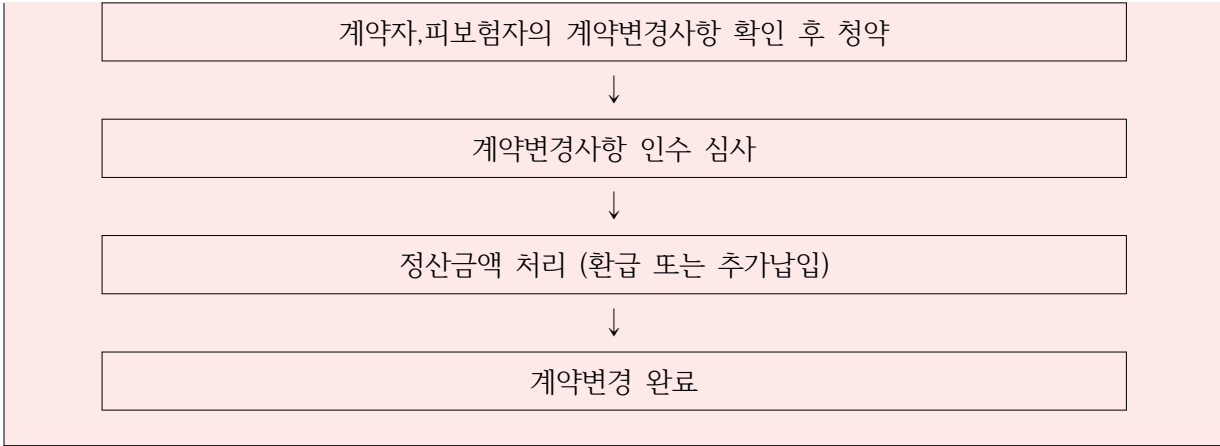 계약자,피보험자의 계약변경사항 확인 후 청약
↓
계약변경사항 인수 심사
↓
정산금액 처리 (환급 또는 추가납입)
↓
계약변경 완료